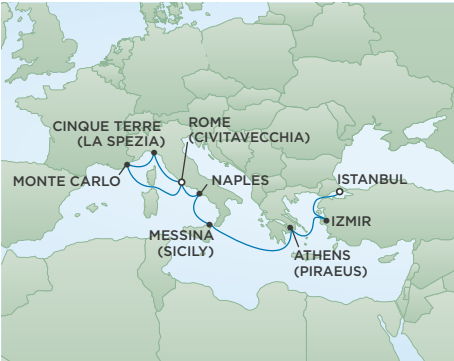 CINQUE TERRE
(LA SPEZIA)
ROME
(CIVITAVECCHIA)
MONTE CARLO
NAPLES
ISTANBUL
IZMIR
MESSINA
(SICILY)
ATHENS
(PIRAEUS)